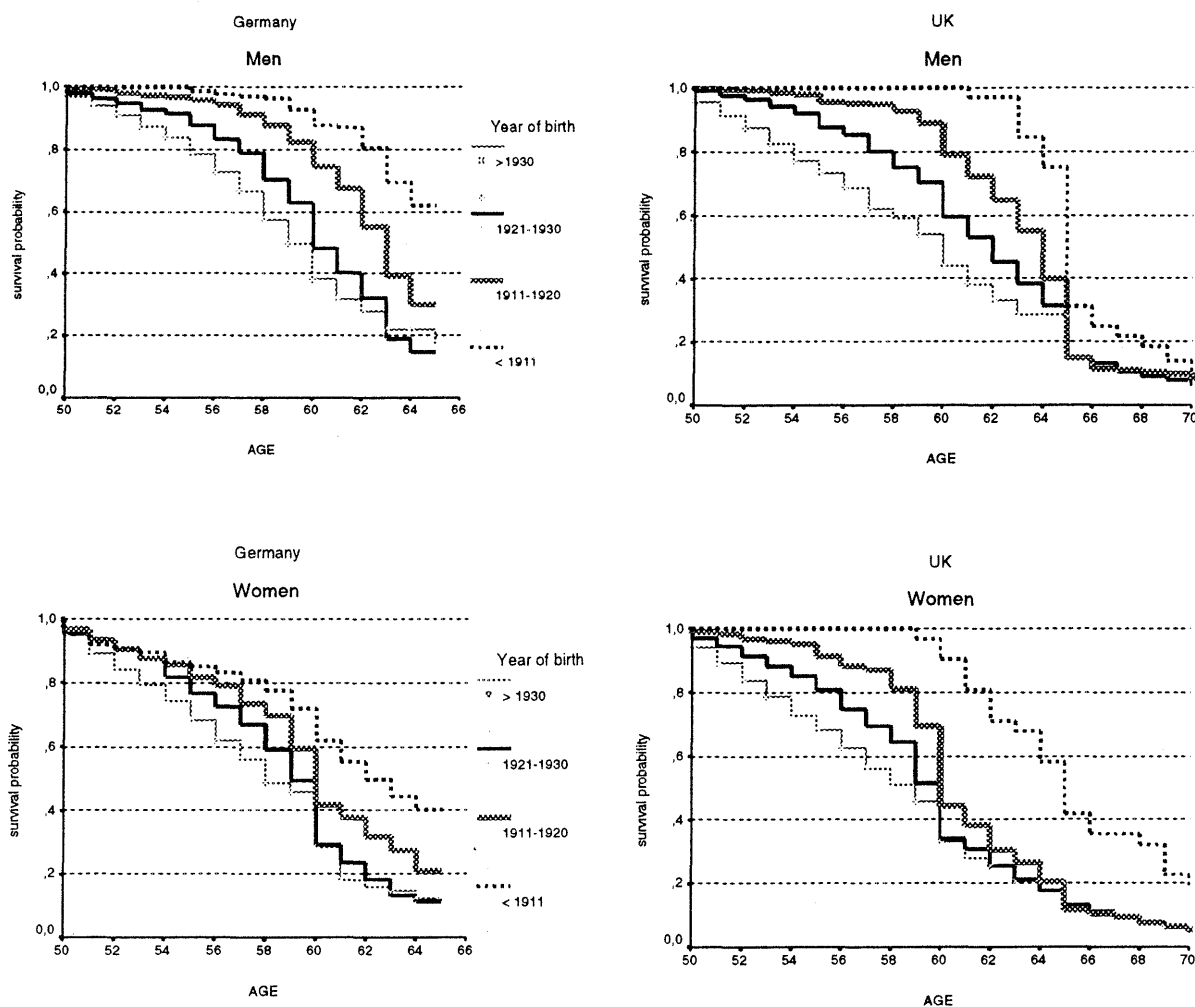 Germany
Men
1,0
,8
,6
,4
,2
0,0
survival probability
50 52 54 56 58 60 62 64 66
AGE
Year of birth
>1930
1921-1930
1911-1920
< 1911
UK
Men
1,0
,8
,6
,4
,2
0,0
survival probability
50 52 54 56 58 60 62 64 66 68 70
AGE
Germany
Women
1,0
,8
,6
,4
,2
0,0
survival probability
50 52 54 56 58 60 62 64 66
AGE
Year of birth
> 1930
1921-1930
1911-1920
< 1911
UK
Women
1,0
,8
,6
,4
,2
0,0
survival probability
50 52 54 56 58 60 62 64 66 68 70
AGE